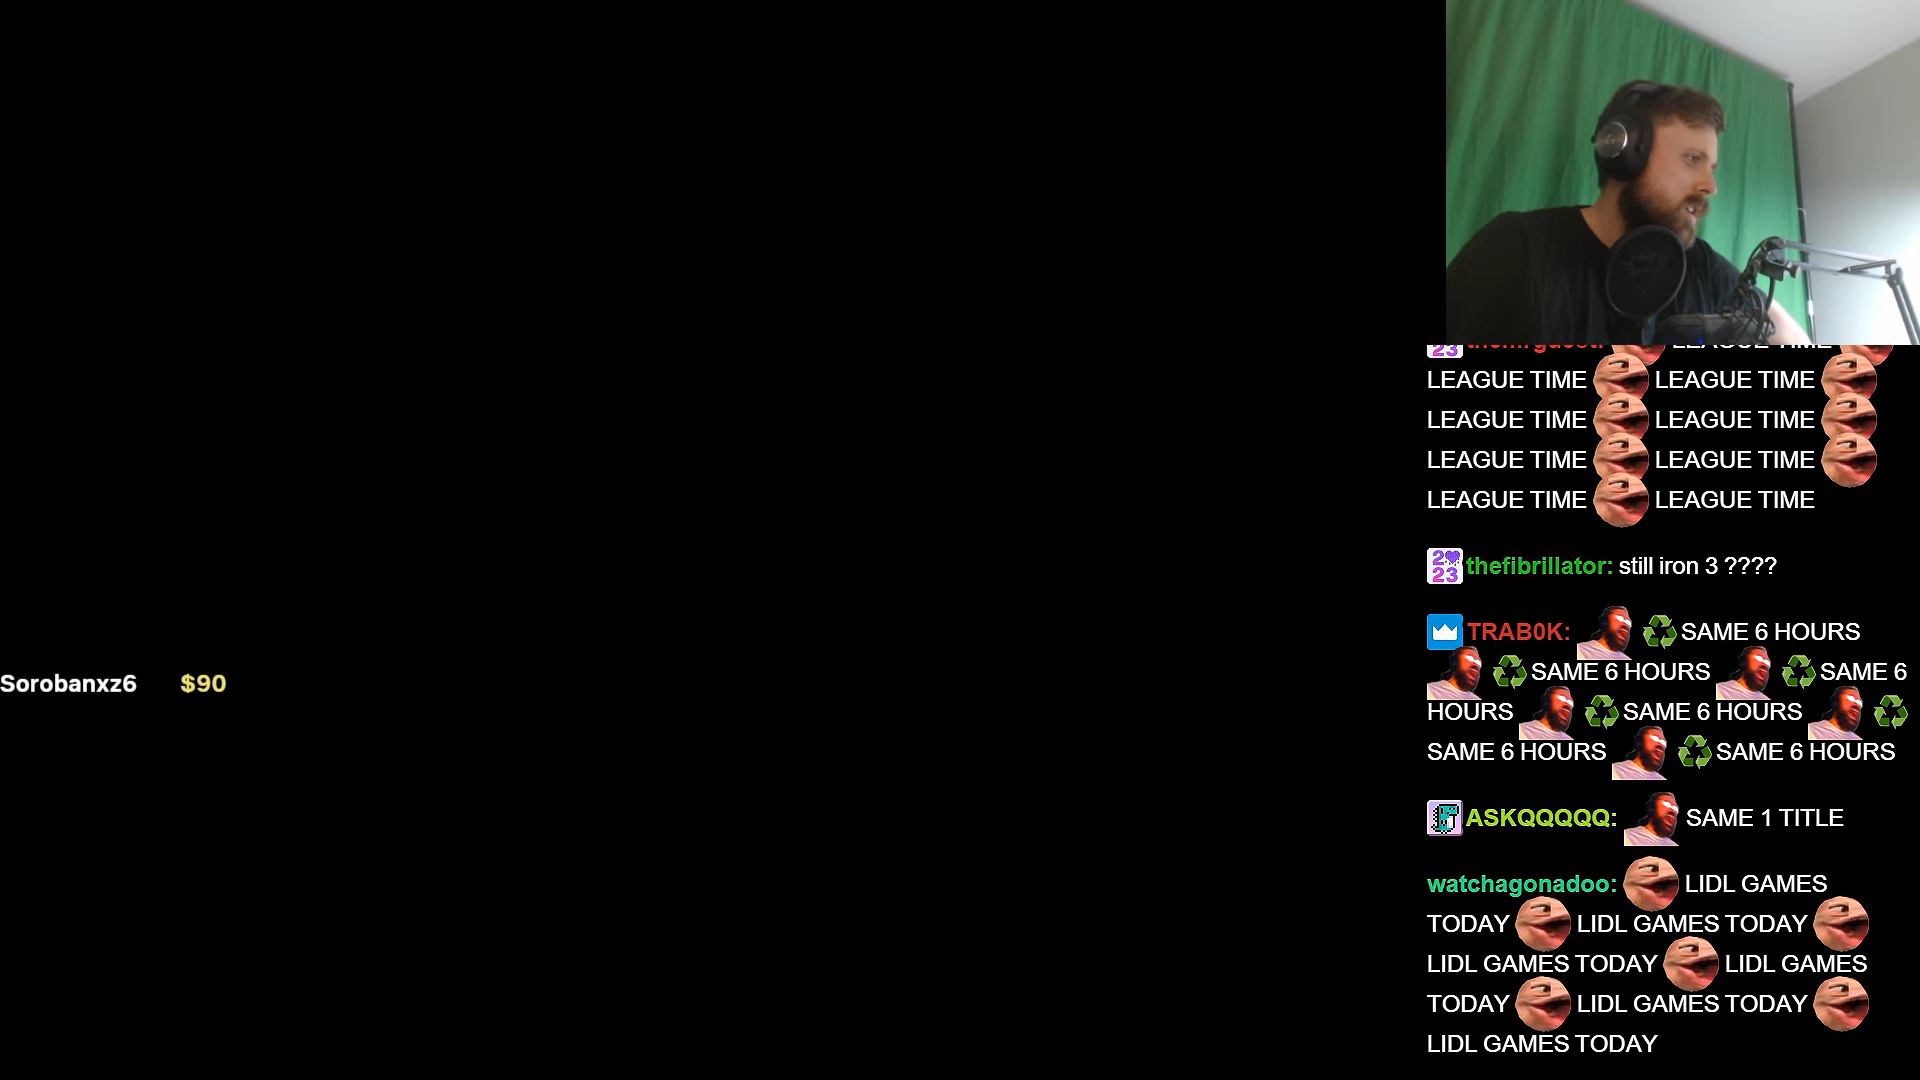 LEAGUE TIME
LEAGUE TIME LEAGUE TIME
LEAGUE TIME LEAGUE TIME
LEAGUE TIME LEAGUE TIME
LEAGUE TIME LEAGUE TIME
2023 thefibrillator: still iron 3 ????
TRAB0K: SAME 6 HOURS
SAME 6 HOURS SAME 6
HOURS SAME 6 HOURS
SAME 6 HOURS SAME 6 HOURS
Sorobanxz6 $90
ASKQQQQQ: SAME 1 TITLE
watchagonadoo: LIDL GAMES
TODAY LIDL GAMES TODAY
LIDL GAMES TODAY LIDL GAMES
TODAY LIDL GAMES TODAY
LIDL GAMES TODAY